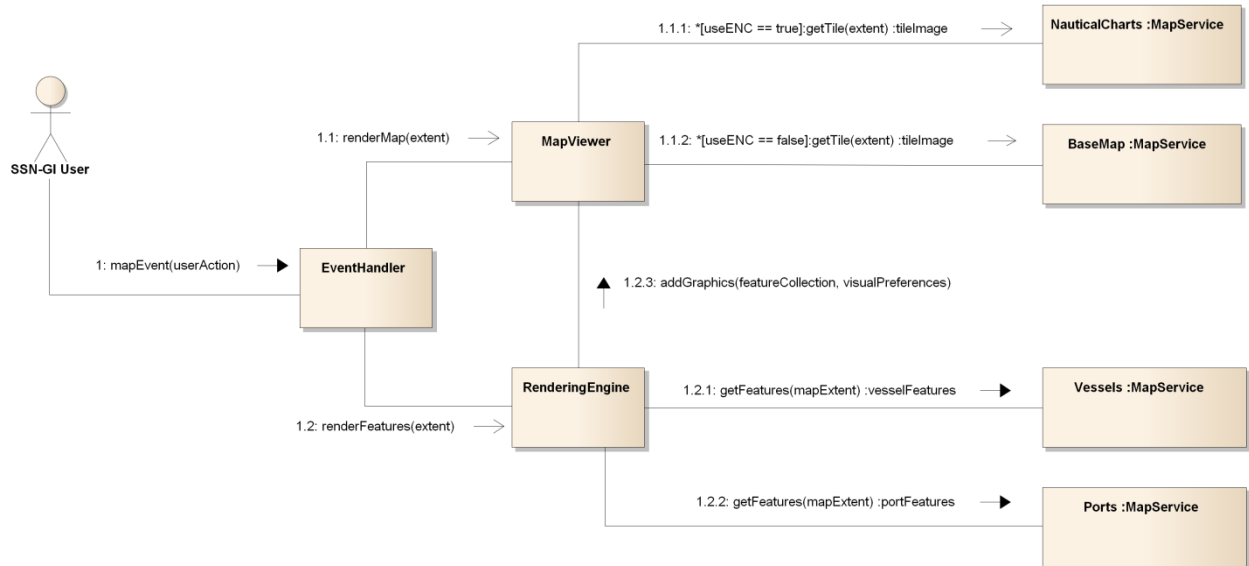 1.1.1: *[useENC == true]:getTile(extent) :tileImage
NauticalCharts :MapService
SSN-GI User
1.1: renderMap(extent)
MapViewer
1.1.2: *[useENC == false]:getTile(extent) :tileImage
BaseMap :MapService
1: mapEvent(userAction)
EventHandler
1.2.3: addGraphics(featureCollection, visualPreferences)
1.2: renderFeatures(extent)
RenderingEngine
1.2.1: getFeatures(mapExtent) :vesselFeatures
Vessels :MapService
1.2.2: getFeatures(mapExtent) :portFeatures
Ports :MapService